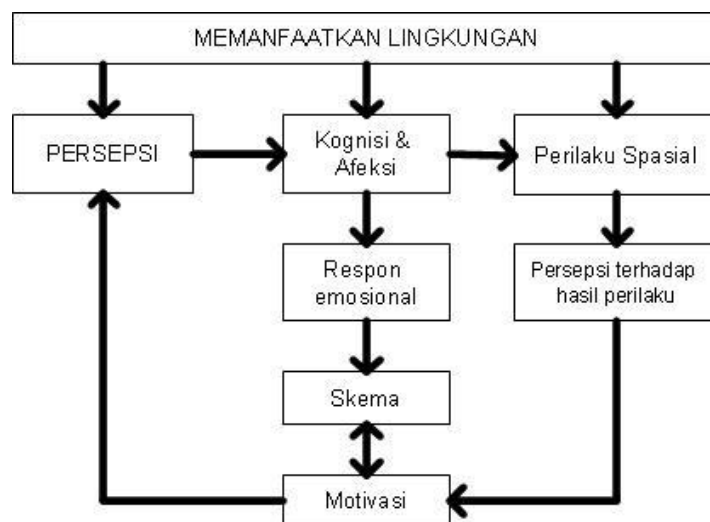 MEMANFAATKAN LINGKUNGAN
PERSEPSI
Kognisi &
Afeksi
Perilaku Spasial
Respon
emosional
Persepsi terhadap
hasil perilaku
Skema
Motivasi